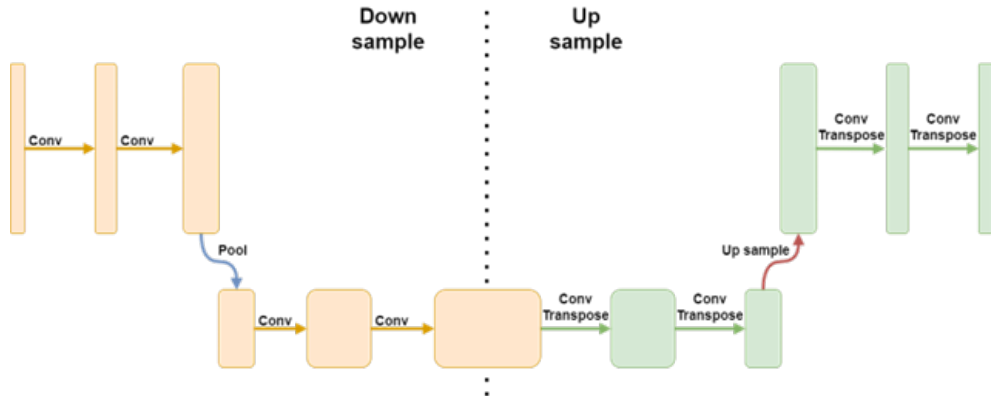 Down
sample
Up
sample
Conv
Conv
Conv
Transpose
Conv
Transpose
Pool
Up sample
Conv
Conv
Conv
Transpose
Conv
Transpose